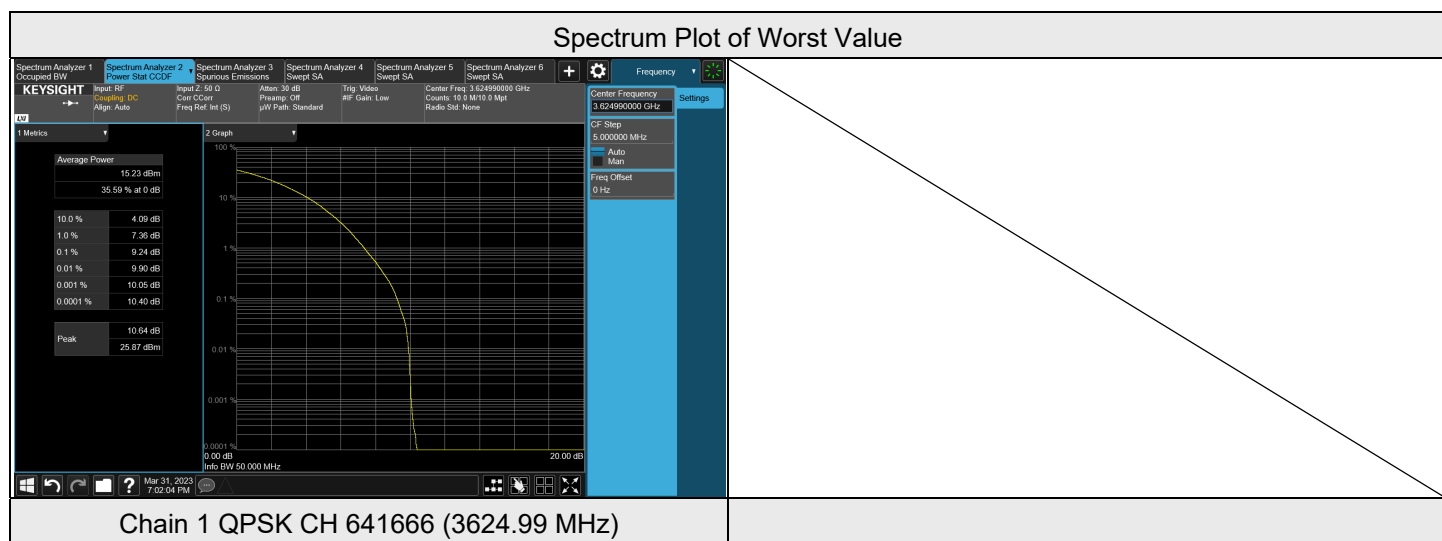 Spectrum Plot of Worst Value
Spectrum Analyzer 1
Occupied BW
Spectrum Analyzer 2
Power Stat CCDF
Spectrum Analyzer 3
Spurious Emissions
Spectrum Analyzer 4
Swept SA
Spectrum Analyzer 5
Swept SA
Spectrum Analyzer 6
Swept SA
+
Frequency
KEYSIGHT
LXI
Input: RF
Coupling: DC
Align: Auto
Input Z: 50 Ω
Corr CCorr
Freq Ref: Int (S)
Atten: 30 dB
Preamp: Off
µW Path: Standard
Trig: Video
#IF Gain: Low
Center Freq: 3.624990000 GHz
Counts: 10.0 M/10.0 Mpt
Radio Std: None
Center Frequency
3.624990000 GHz
Settings
CF Step
5.000000 MHz
Auto
Man
Freq Offset
0 Hz
1 Metrics
Average Power
15.23 dBm
35.59 % at 0 dB
10.0 % 4.09 dB
1.0 % 7.36 dB
0.1 % 9.24 dB
0.01 % 9.90 dB
0.001 % 10.05 dB
0.0001 % 10.40 dB
Peak
10.64 dB
25.87 dBm
2 Graph
100 %
10 %
1 %
0.1 %
0.01 %
0.001 %
0.0001 %
0.00 dB
20.00 dB
Info BW 50.000 MHz
?
Mar 31, 2023
7:02:04 PM
Chain 1 QPSK CH 641666 (3624.99 MHz)